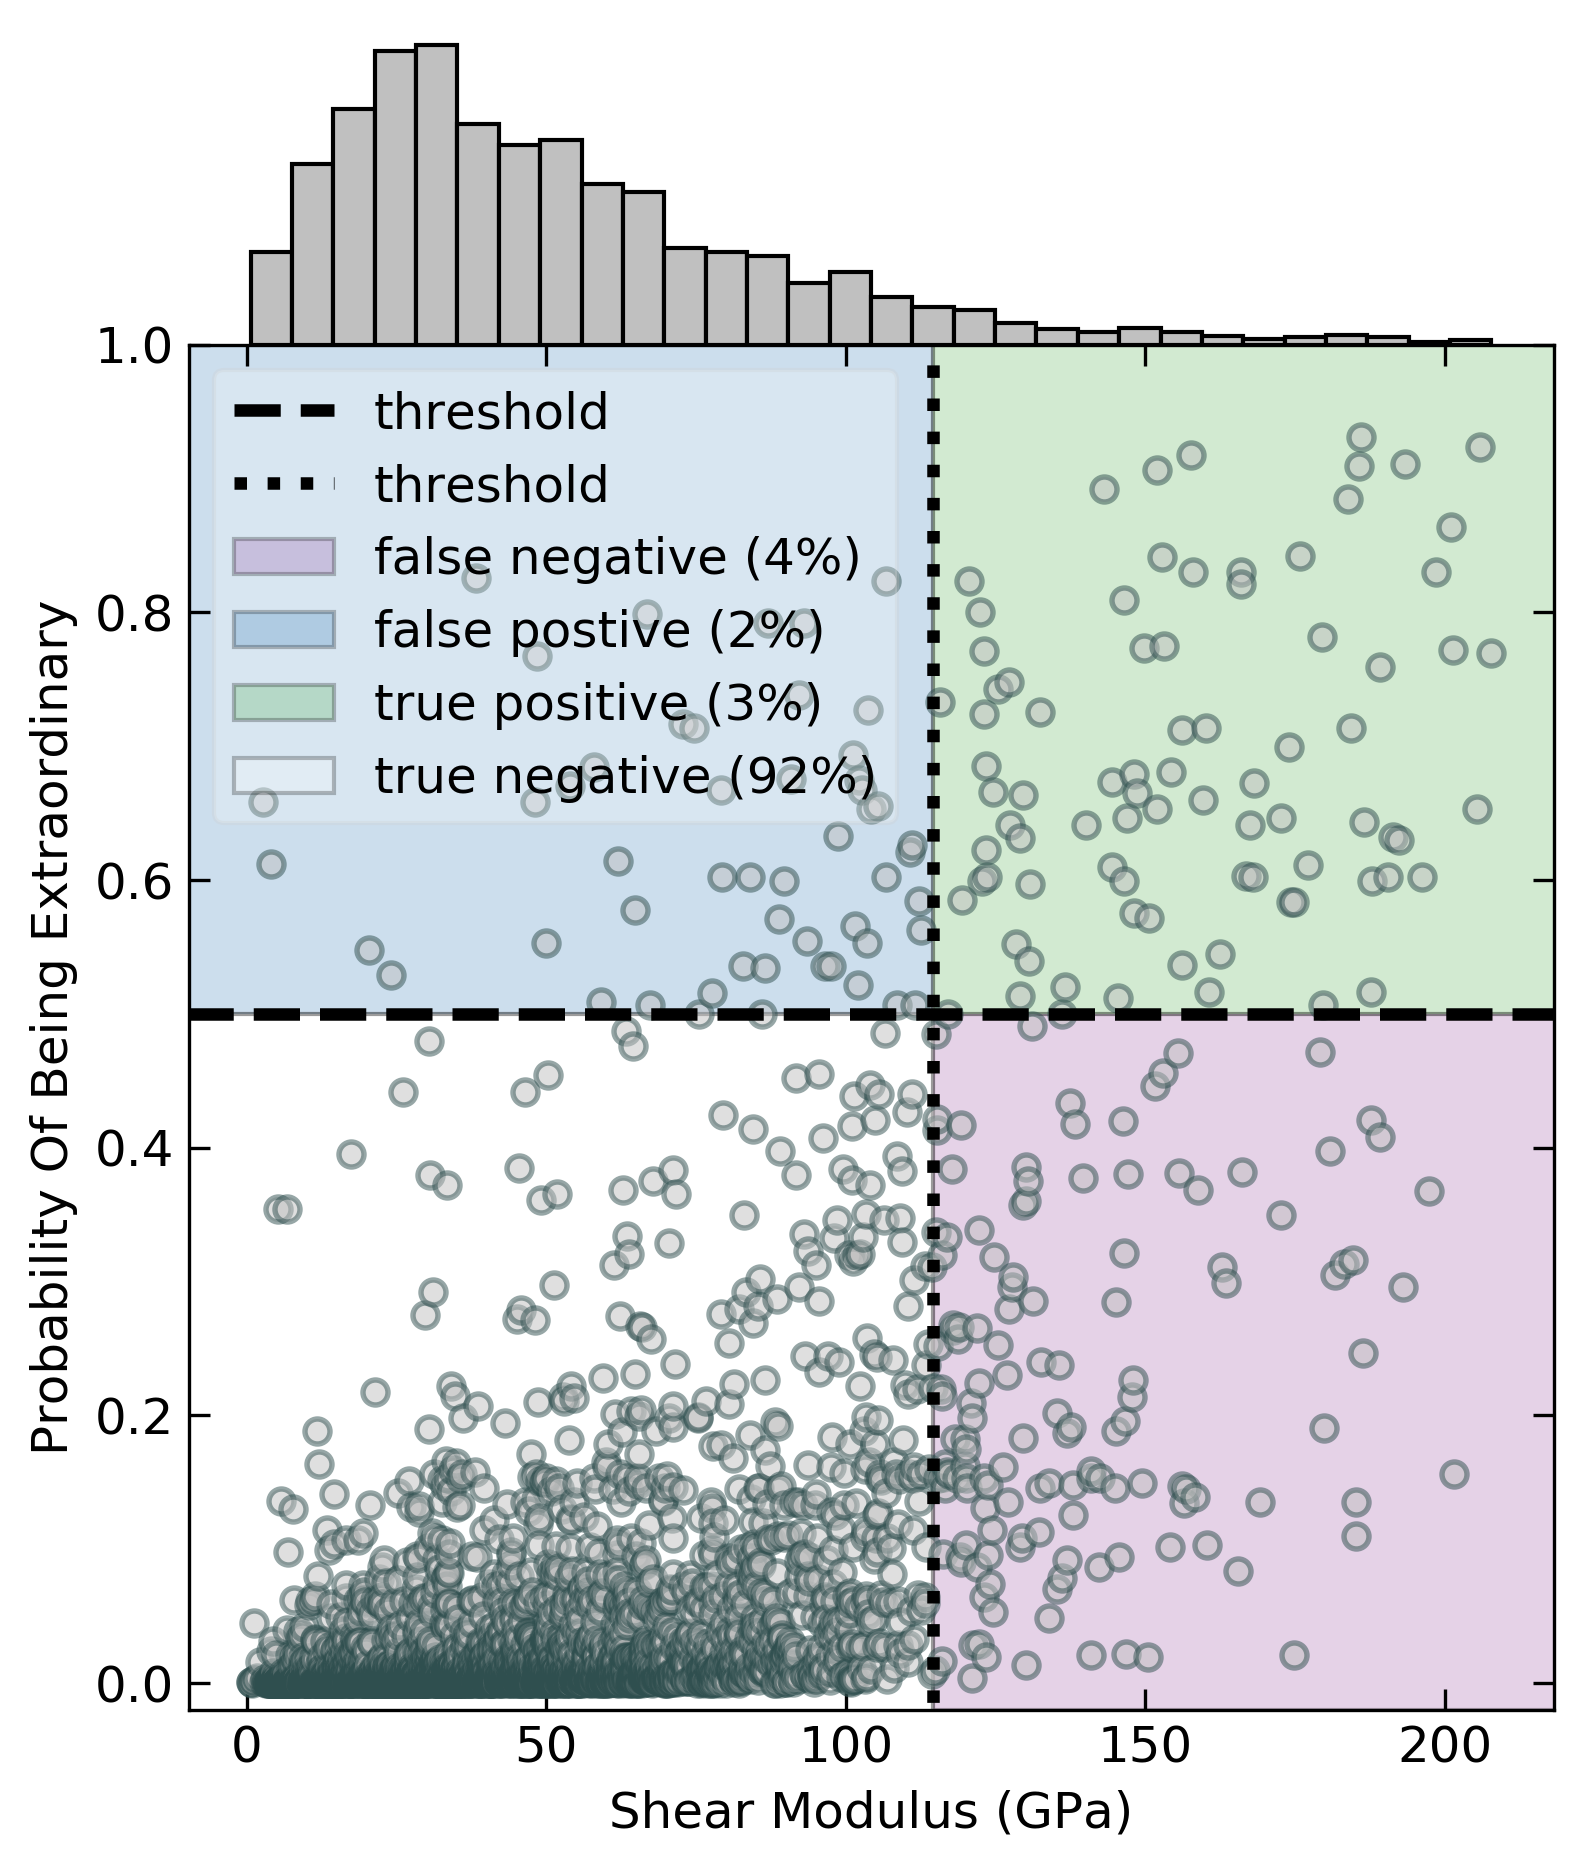 1.0
threshold
threshold
false negative (4%)
false postive (2%)
true positive (3%)
true negative (92%)
0.8
0.6
0.4
0.2
0.0
Probability Of Being Extraordinary
0 50 100 150 200
Shear Modulus (GPa)